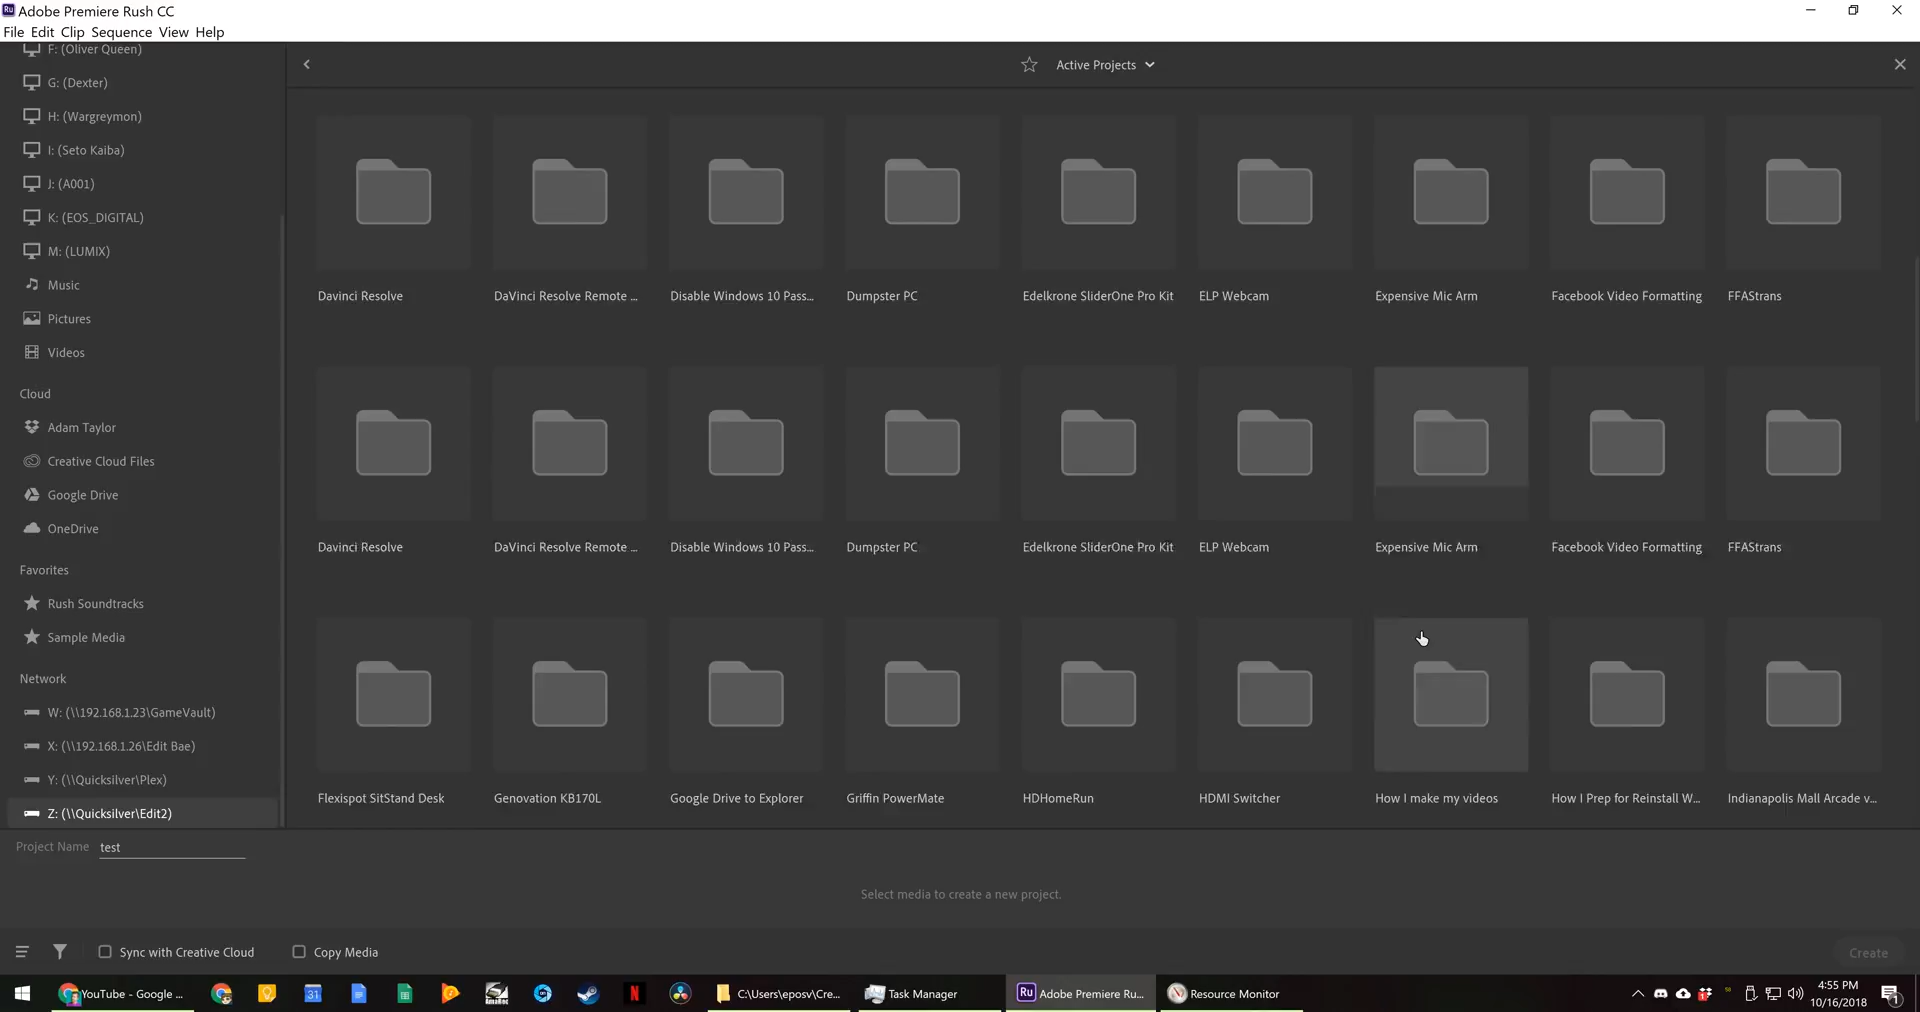 Adobe Premiere Rush CC
File Edit Clip Sequence View Help
F: (Oliver Queen)
G: (Dexter)
H: (Wargreymon)
I: (Seto Kaiba)
J: (A001)
K: (EOS_DIGITAL)
M: (LUMIX)
Music
Pictures
Videos
Cloud
Adam Taylor
Creative Cloud Files
Google Drive
OneDrive
Favorites
Rush Soundtracks
Sample Media
Network
W: (\\192.168.1.23\GameVault)
X: (\\192.168.1.26\Edit Bae)
Y: (\\Quicksilver\Plex)
Z: (\\Quicksilver\Edit2)
Active Projects
Davinci Resolve DaVinci Resolve Remote ... Disable Windows 10 Pass... Dumpster PC Edelkrone SliderOne Pro Kit ELP Webcam Expensive Mic Arm Facebook Video Formatting FFAStrans
Davinci Resolve DaVinci Resolve Remote ... Disable Windows 10 Pass... Dumpster PC Edelkrone SliderOne Pro Kit ELP Webcam Expensive Mic Arm Facebook Video Formatting FFAStrans
Flexispot SitStand Desk Genovation KB170L Google Drive to Explorer Griffin PowerMate HDHomeRun HDMI Switcher How I make my videos How I Prep for Reinstall W... Indianapolis Mall Arcade v...
Project Name test
Select media to create a new project.
Sync with Creative Cloud Copy Media Create
YouTube - Google ... C:\Users\eposv\Cre... Task Manager Adobe Premiere Ru... Resource Monitor
4:55 PM
10/16/2018